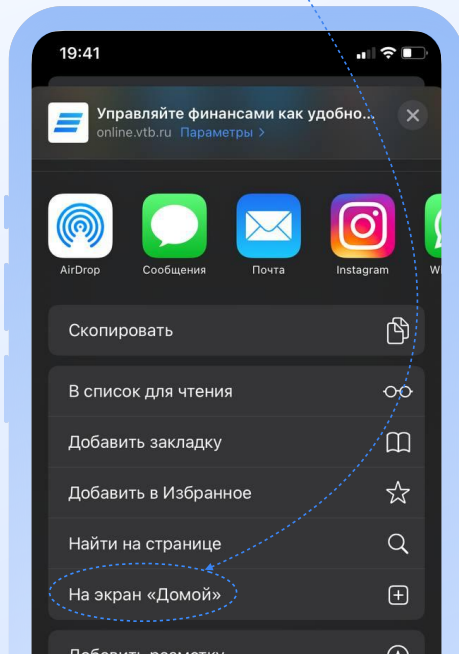 19:41
Управляйте финансами как удобно...
online.vtb.ru Параметры >
AirDrop
Сообщения
Почта
Instagram
Скопировать
В список для чтения
Добавить закладку
Добавить в Избранное
Найти на странице
На экран «Домой»